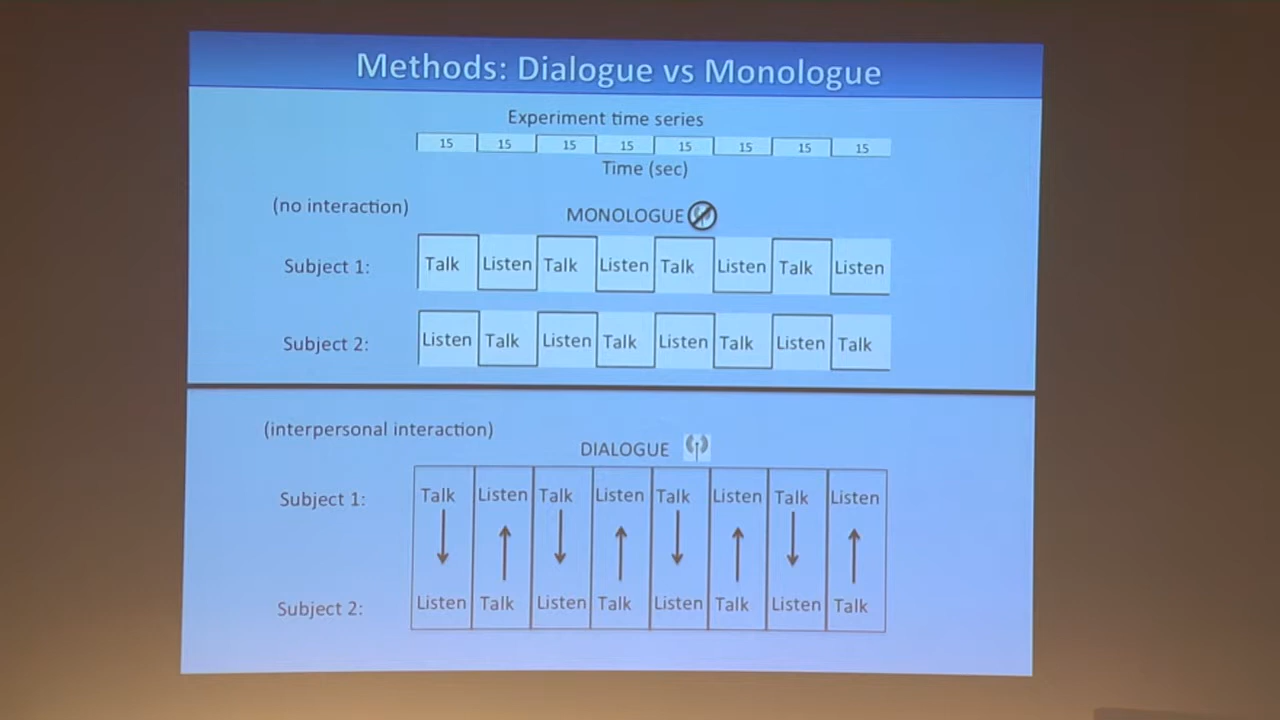 Methods: Dialogue vs Monologue
Experiment time series
15 15 15 15 15 15 15 15
Time (sec)
(no interaction)
MONOLOGUE
Subject 1: Talk Listen Talk Listen Talk Listen Talk Listen
Subject 2: Listen Talk Listen Talk Listen Talk Listen Talk
(interpersonal interaction)
DIALOGUE
Subject 1: Talk Listen Talk Listen Talk Listen Talk Listen
Subject 2: Listen Talk Listen Talk Listen Talk Listen Talk